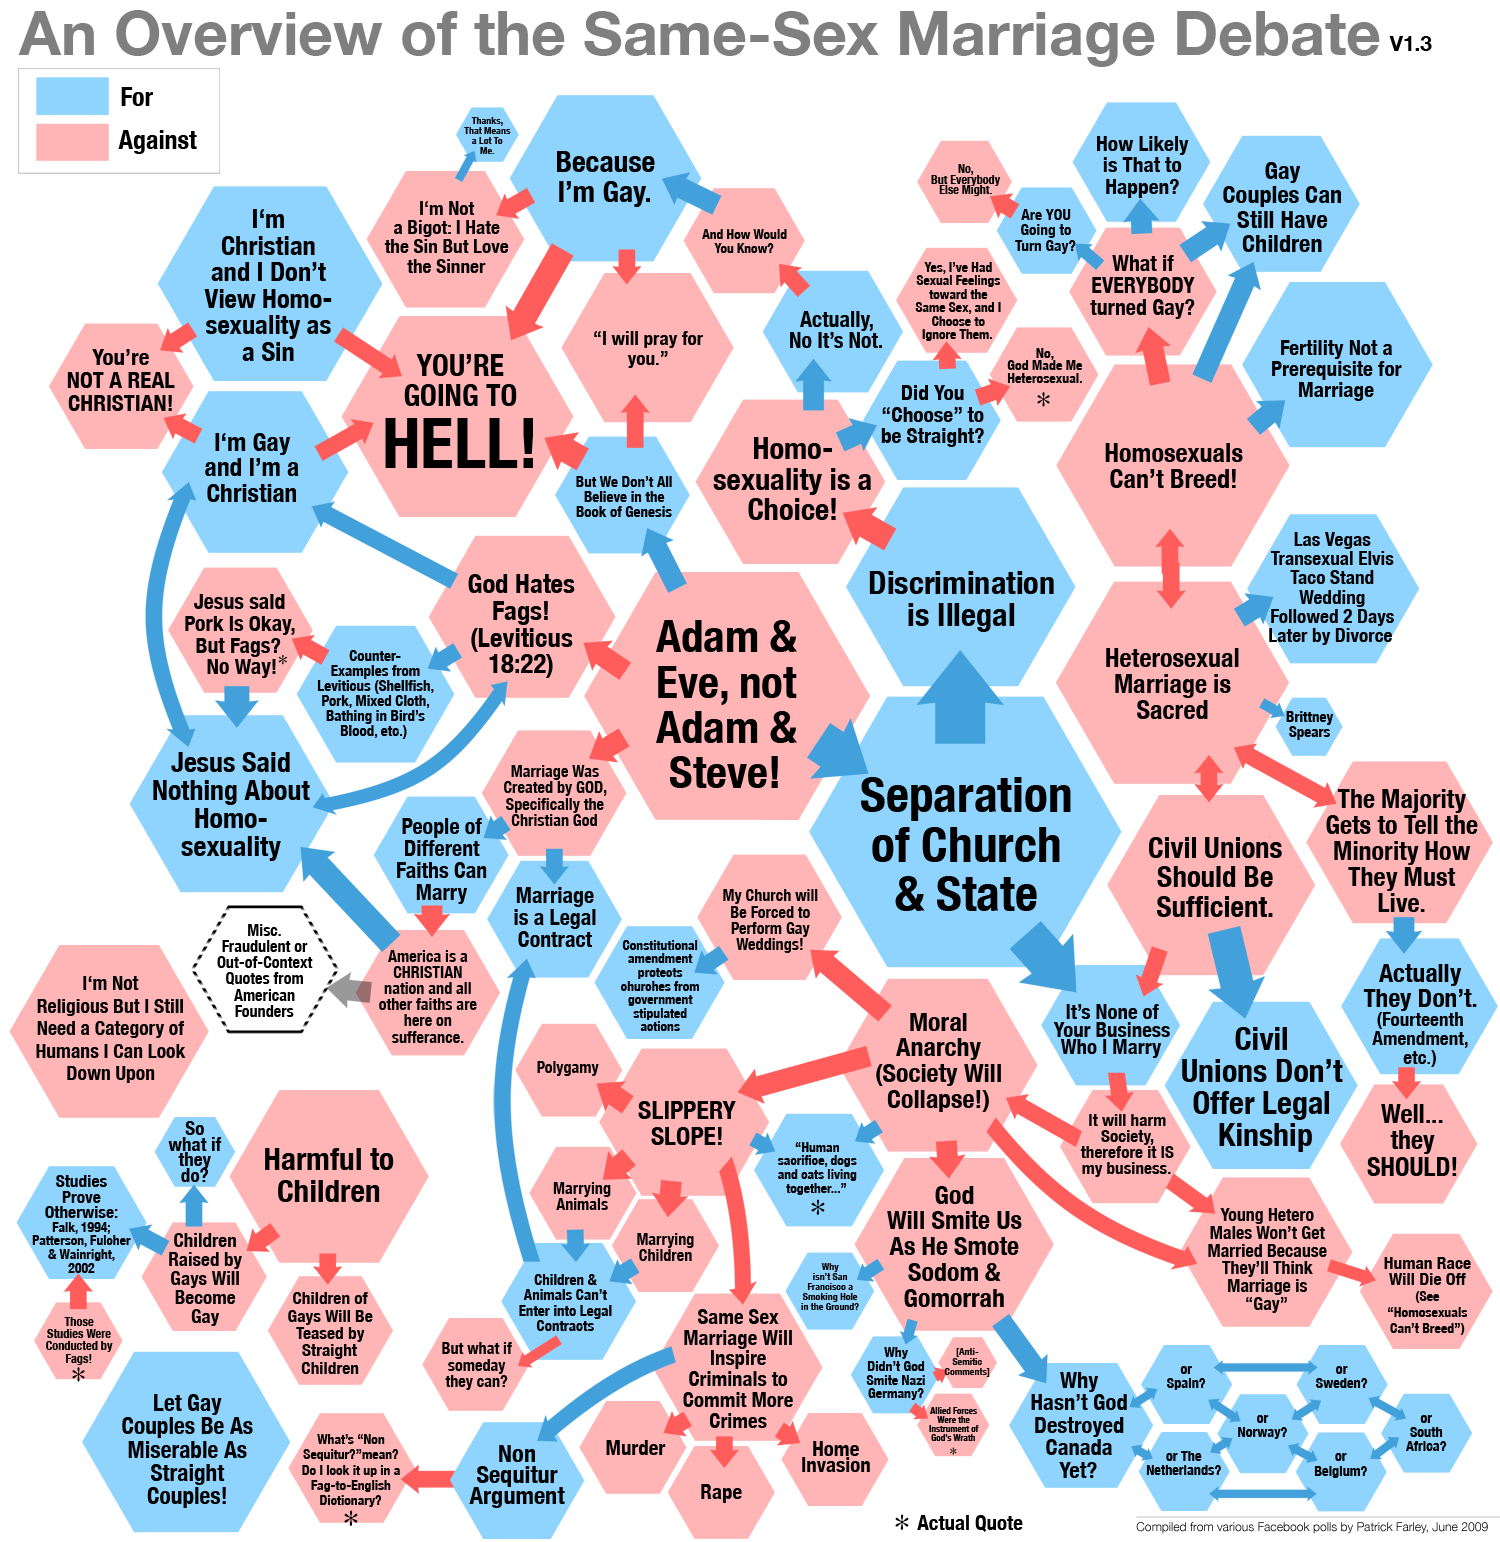 An Overview of the Same-Sex Marriage Debate V1.3
For
Against
Thanks,
That Means
a Lot To
Me.
Because
I'm Gay.
I'm Not
a Bigot: I Hate
the Sin But Love
the Sinner
And How Would
You Know?
No,
But Everybody
Else Might.
Are YOU
Going to
Turn Gay?
How Likely
is That to
Happen?
Gay
Couples Can
Still Have
Children
I'm
Christian
and I Don't
View Homo-
sexuality as
a Sin
You're
NOT A REAL
CHRISTIAN!
YOU'RE
GOING TO
HELL!
"I will pray for
you."
Actually,
No It's Not.
Yes, I've Had
Sexual Feelings
toward the
Same Sex, and I
Choose to
Ignore Them.
No,
God Made Me
Heterosexual.
*
What if
EVERYBODY
turned Gay?
Fertility Not a
Prerequisite for
Marriage
I'm Gay
and I'm a
Christian
But We Don't All
Believe in the
Book of Genesis
Homo-
sexuality is a
Choice!
Did You
"Choose" to
be Straight?
Homosexuals
Can't Breed!
Discrimination
is Illegal
Las Vegas
Transexual Elvis
Taco Stand
Wedding
Followed 2 Days
Later by Divorce
God Hates
Fags!
(Leviticus
18:22)
Jesus said
Pork Is Okay,
But Fags?
No Way!*
Counter-
Examples from
Levitious (Shellfish,
Pork, Mixed Cloth,
Bathing in Bird's
Blood, etc.)
Adam &
Eve, not
Adam &
Steve!
Heterosexual
Marriage is
Sacred
Brittney
Spears
Jesus Said
Nothing About
Homo-
sexuality
Marriage Was
Created by GOD,
Specifically the
Christian God
People of
Different
Faiths Can
Marry
Separation
of Church
& State
Civil Unions
Should Be
Sufficient.
The Majority
Gets to Tell the
Minority How
They Must
Live.
Marriage
is a Legal
Contract
My Church will
Be Forced to
Perform Gay
Weddings!
Constitutional
amendment
protects
ohurohes from
government
stipulated
aotions
Misc.
Fraudulent or
Out-of-Context
Quotes from
American
Founders
America is a
CHRISTIAN
nation and all
other faiths are
here on
sufferance.
I'm Not
Religious But I Still
Need a Category of
Humans I Can Look
Down Upon
Actually
They Don't.
(Fourteenth
Amendment,
etc.)
It's None of
Your Business
Who I Marry
Civil
Unions Don't
Offer Legal
Kinship
Moral
Anarchy
(Society Will
Collapse!)
Polygamy
SLIPPERY
SLOPE!
"Human
sacrifioe, dogs
and oats living
together..."
*
It will harm
Society,
therefore it IS
my business.
Well...
they
SHOULD!
So
what if
they
do?
Harmful to
Children
Studies
Prove
Otherwise:
Falk, 1994;
Patterson, Fuloher
& Wainright,
2002
Children
Raised by
Gays Will
Become
Gay
Marrying
Animals
Marrying
Children
God
Will Smite Us
As He Smote
Sodom &
Gomorrah
Young Hetero
Males Won't Get
Married Because
They'll Think
Marriage is
"Gay"
Human Race
Will Die Off
(See
"Homosexuals
Can't Breed")
Why
isn't San
Franoisoo a
Smoking Hole
in the Ground?
Children &
Animals Can't
Enter into Legal
Contracts
Children of
Gays Will Be
Teased by
Straight
Children
Those
Studies Were
Conducted by
Fags!
*
But what if
someday
they can?
Same Sex
Marriage Will
Inspire
Criminals to
Commit More
Crimes
Why
Didn't God
Smite Nazi
Germany?
[Anti-
Semitic
Comments]
Allied Forces
Were the
Instrument of
God's Wrath
*
Why
Hasn't God
Destroyed
Canada
Yet?
or
Spain?
or
Sweden?
or
Norway?
or
South
Africa?
or The
Netherlands?
or
Belgium?
Let Gay
Couples Be As
Miserable As
Straight
Couples!
What's "Non
Sequitur?"mean?
Do I look it up in a
Fag-to-English
Diotionary?
*
Non
Sequitur
Argument
Murder
Rape
Home
Invasion
* Actual Quote
Compiled from various Facebook polls by Patrick Farley, June 2009